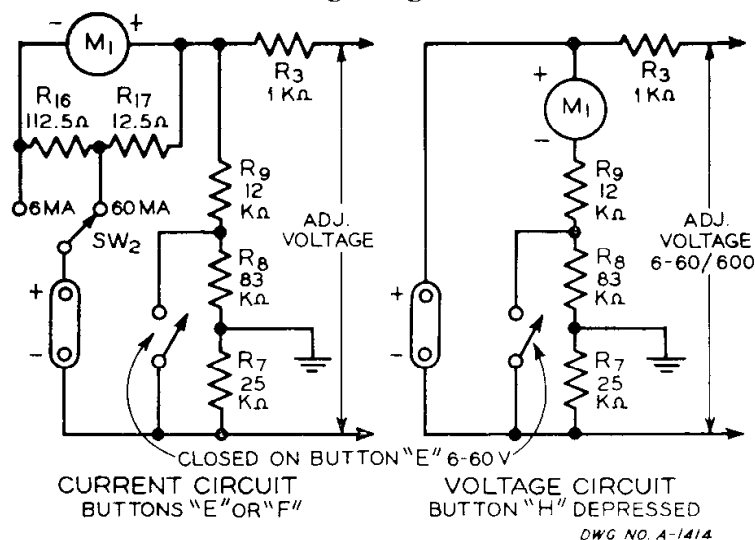 - M1 +
R3
1 KΩ
R16
112.5Ω
R17
12.5Ω
6MA
60MA
SW2
+
-
R9
12
KΩ
R8
83
KΩ
R7
25
KΩ
ADJ.
VOLTAGE
CLOSED ON BUTTON "E" 6-60 V
CURRENT CIRCUIT
BUTTONS "E" OR "F"
R3
1 KΩ
+
M1
-
R9
12
KΩ
R8
83
KΩ
R7
25
KΩ
+
-
ADJ.
VOLTAGE
6-60/600
VOLTAGE CIRCUIT
BUTTON "H" DEPRESSED
DWG NO. A-1414